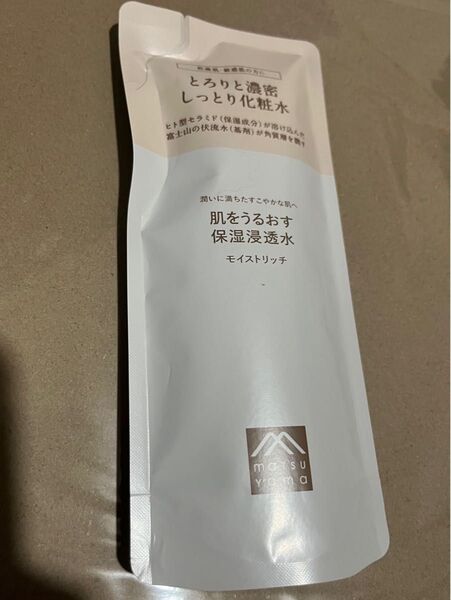 乾燥肌・敏感肌の方に
とろりと濃密
しっとり化粧水
ヒト型セラミド(保湿成分)が溶け込んだ
富士山の伏流水(基剤)が角質層を潤す
潤いに満ちたすこやかな肌へ
肌をうるおす
保湿浸透水
モイストリッチ
matsu
yama